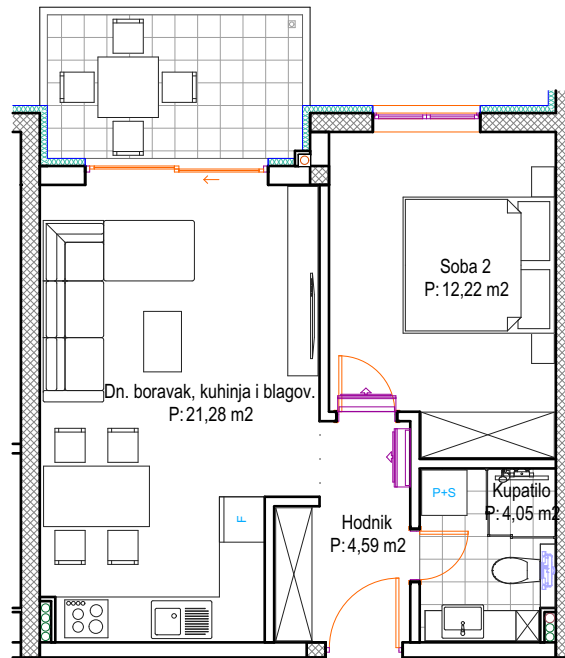 Soba 2
P: 12,22 m2
Dn. boravak, kuhinja i blagov.
P: 21,28 m2
P+S
Kupatilo
P: 4,05 m2
F
Hodnik
P: 4,59 m2